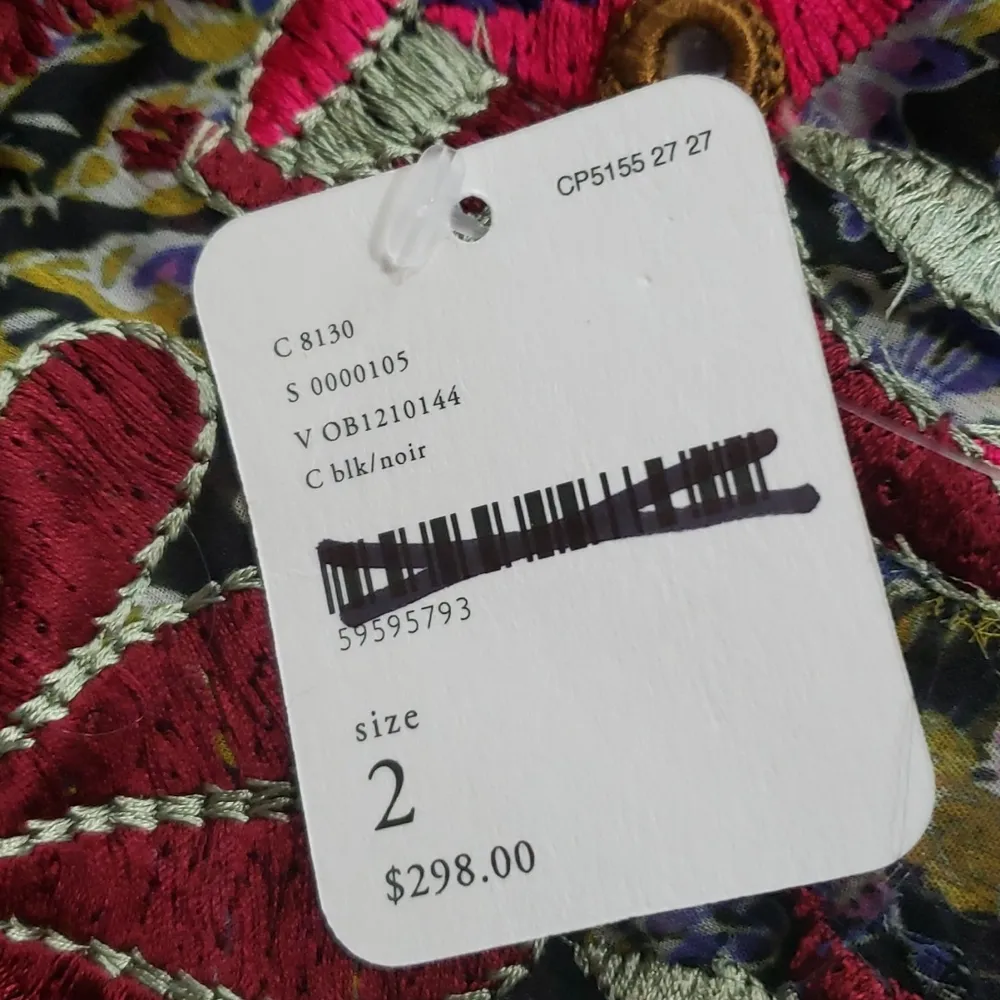 CP5155 27 27
C 8130
S 0000105
V OB1210144
C blk/noir
59595793
size
2
$298.00